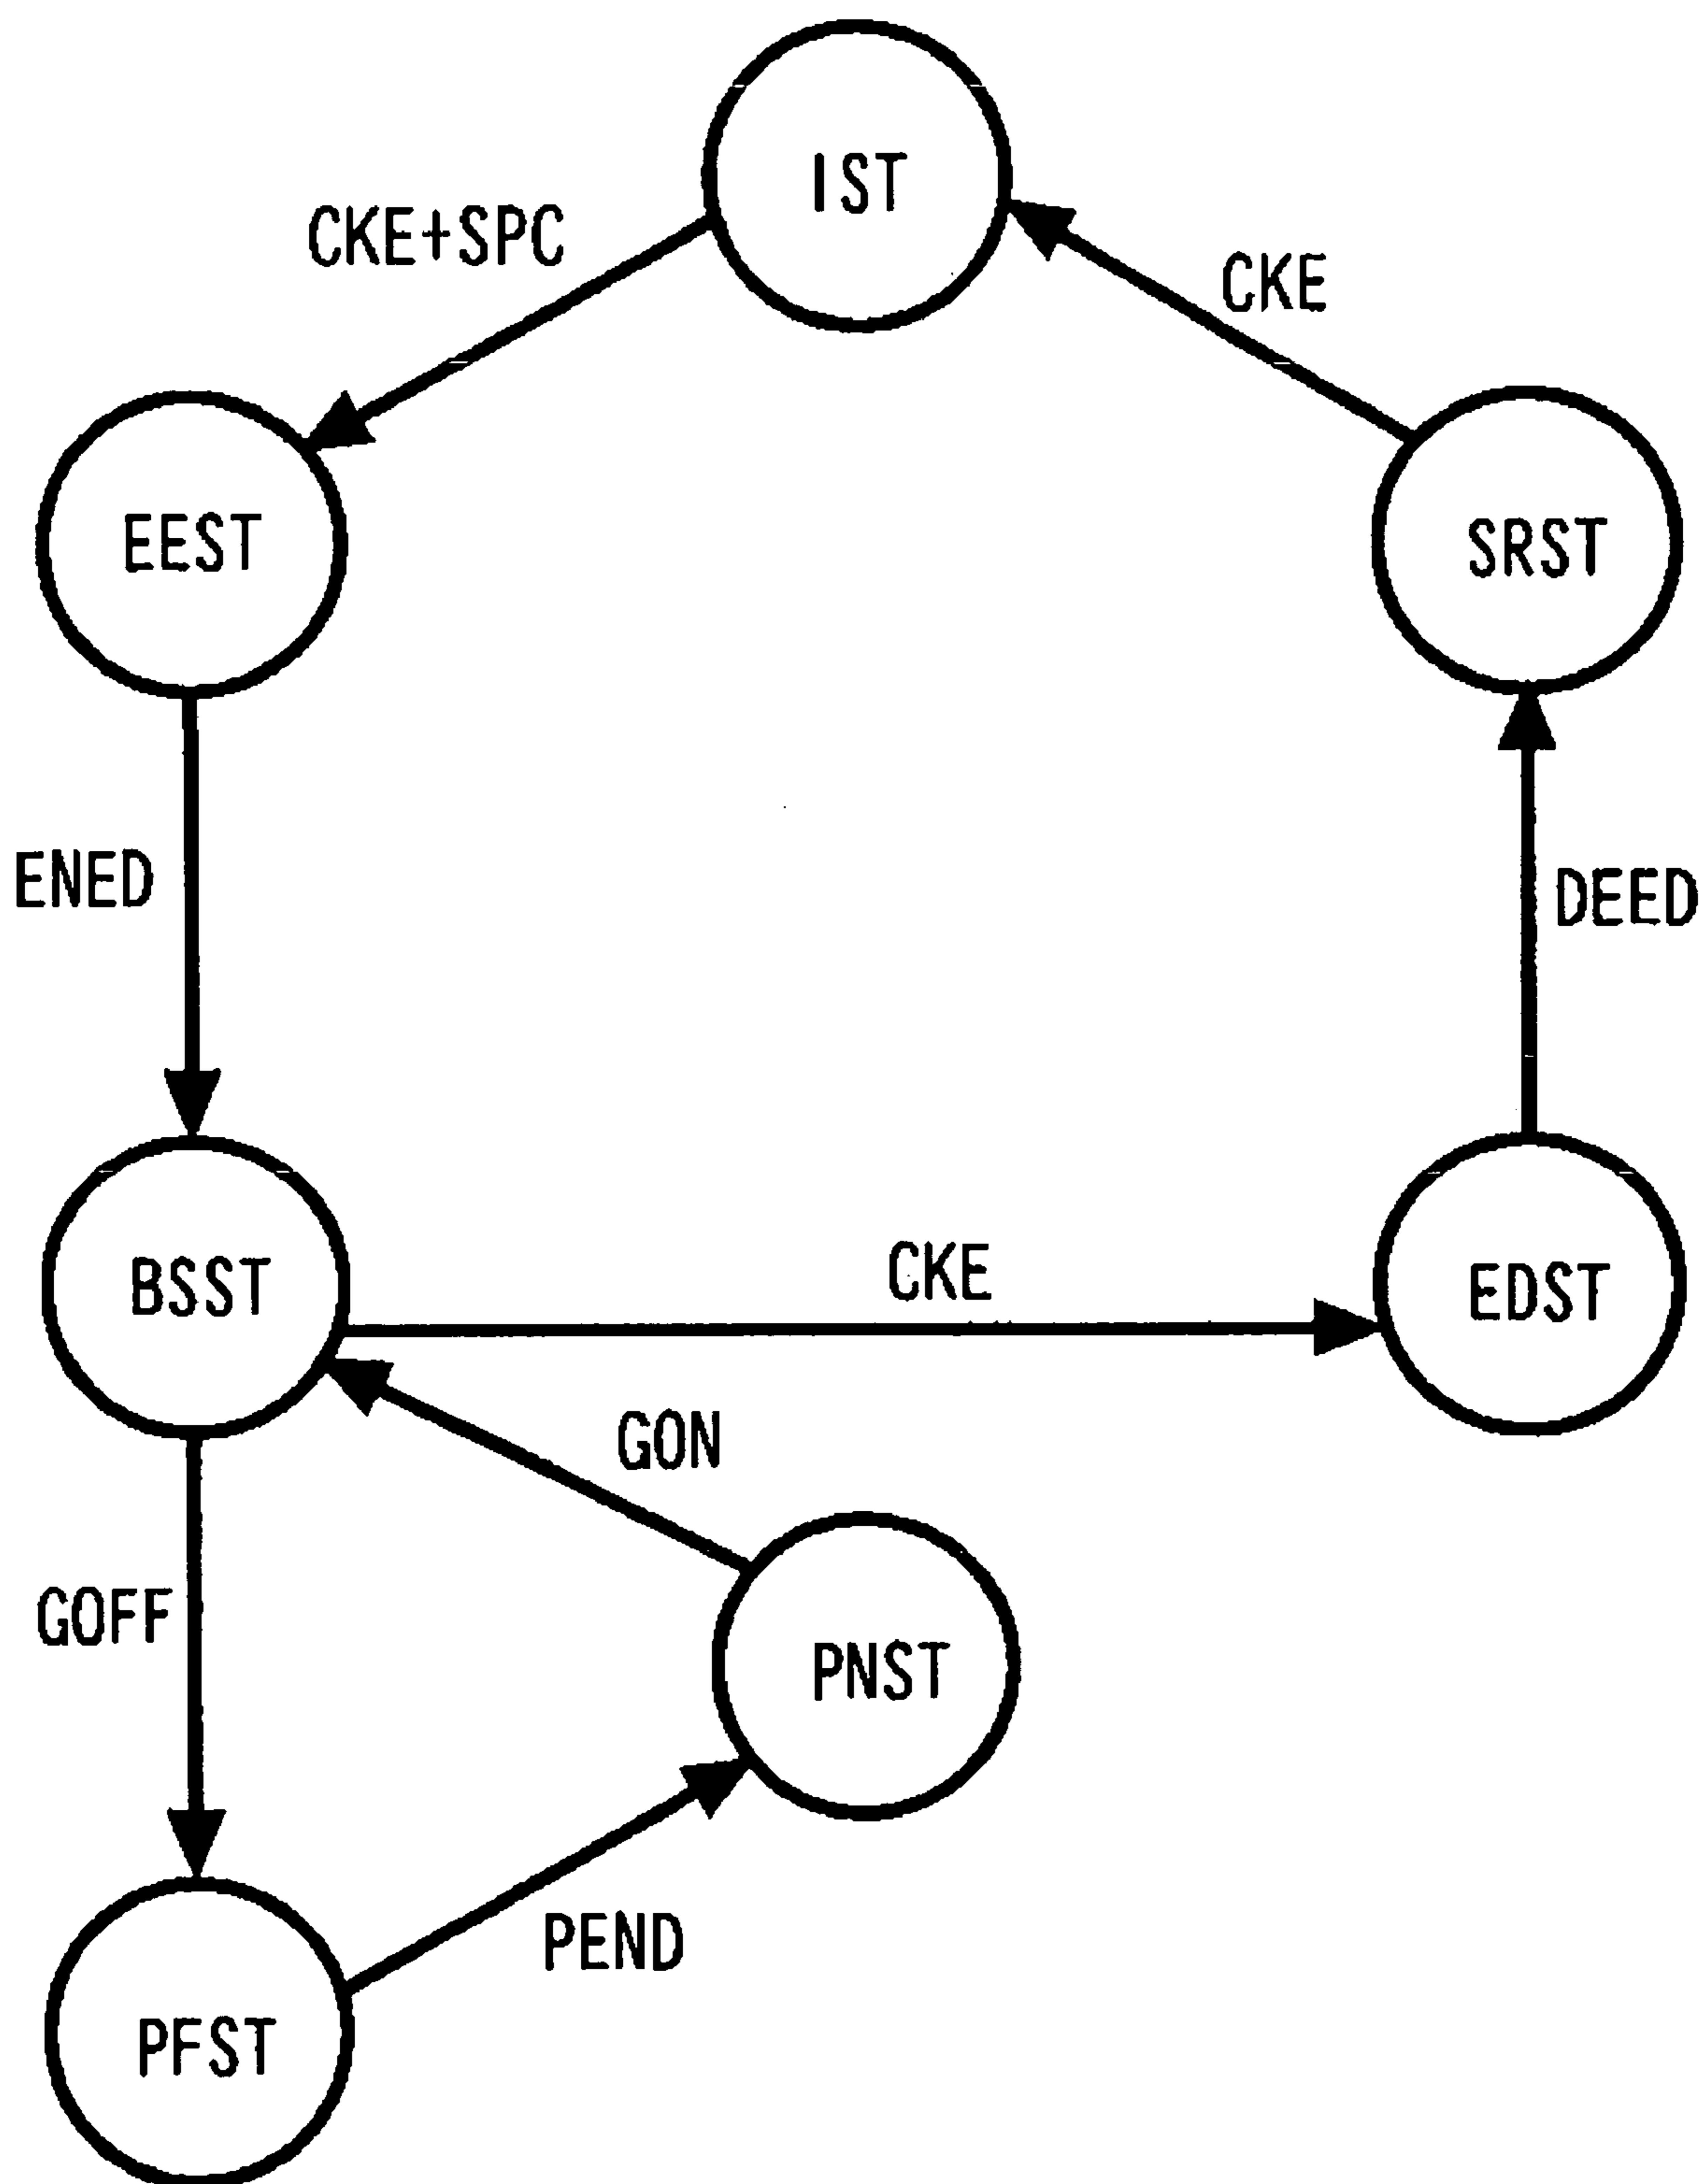 IST
CKE+SPC
CKE
EEST
SRST
ENED
DEED
BSST
CKE
EDST
GON
GOFF
PNST
PEND
PFST